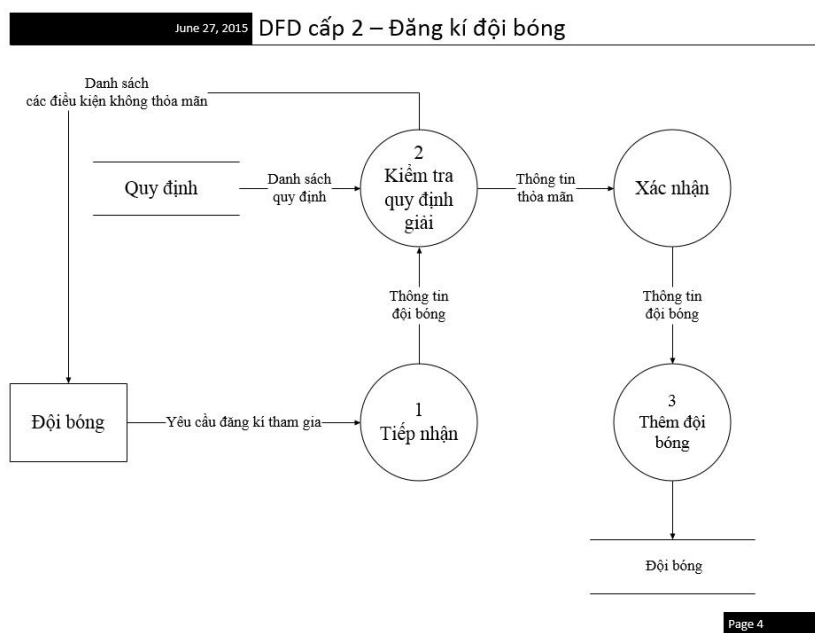 June 27, 2015 DFD cấp 2 – Đăng kí đội bóng
Danh sách
các điều kiện không thỏa mãn
2
Kiểm tra
quy định
giải
Quy định
Danh sách
quy định
Thông tin
thỏa mãn
Xác nhận
Thông tin
đội bóng
Thông tin
đội bóng
Đội bóng
Yêu cầu đăng kí tham gia
1
Tiếp nhận
3
Thêm đội
bóng
Đội bóng
Page 4